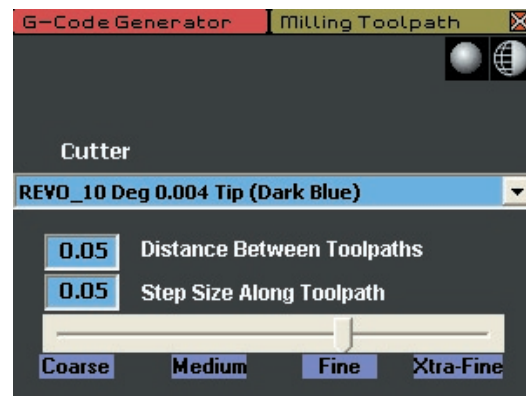 G-Code Generator Milling Toolpath
Cutter
REVO_10 Deg 0.004 Tip (Dark Blue)
0.05 Distance Between Toolpaths
0.05 Step Size Along Toolpath
Coarse Medium Fine Xtra-Fine